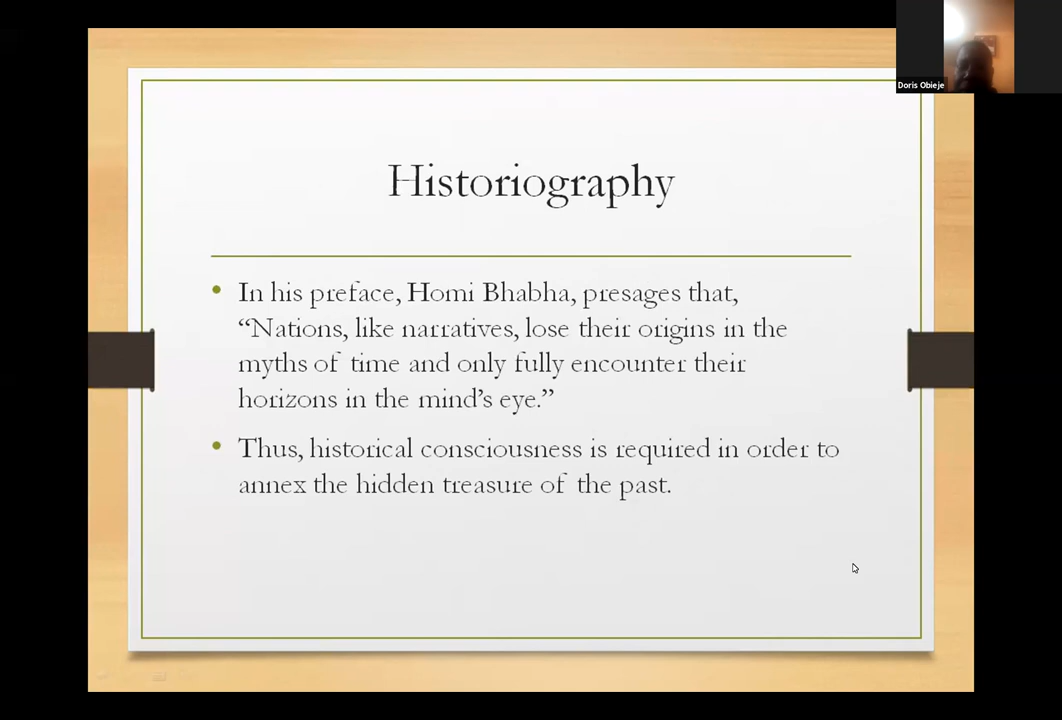 Doris Obieje
Historiography
• In his preface, Homi Bhabha, presages that,
“Nations, like narratives, lose their origins in the
myths of time and only fully encounter their
horizons in the mind’s eye.”
• Thus, historical consciousness is required in order to
annex the hidden treasure of the past.